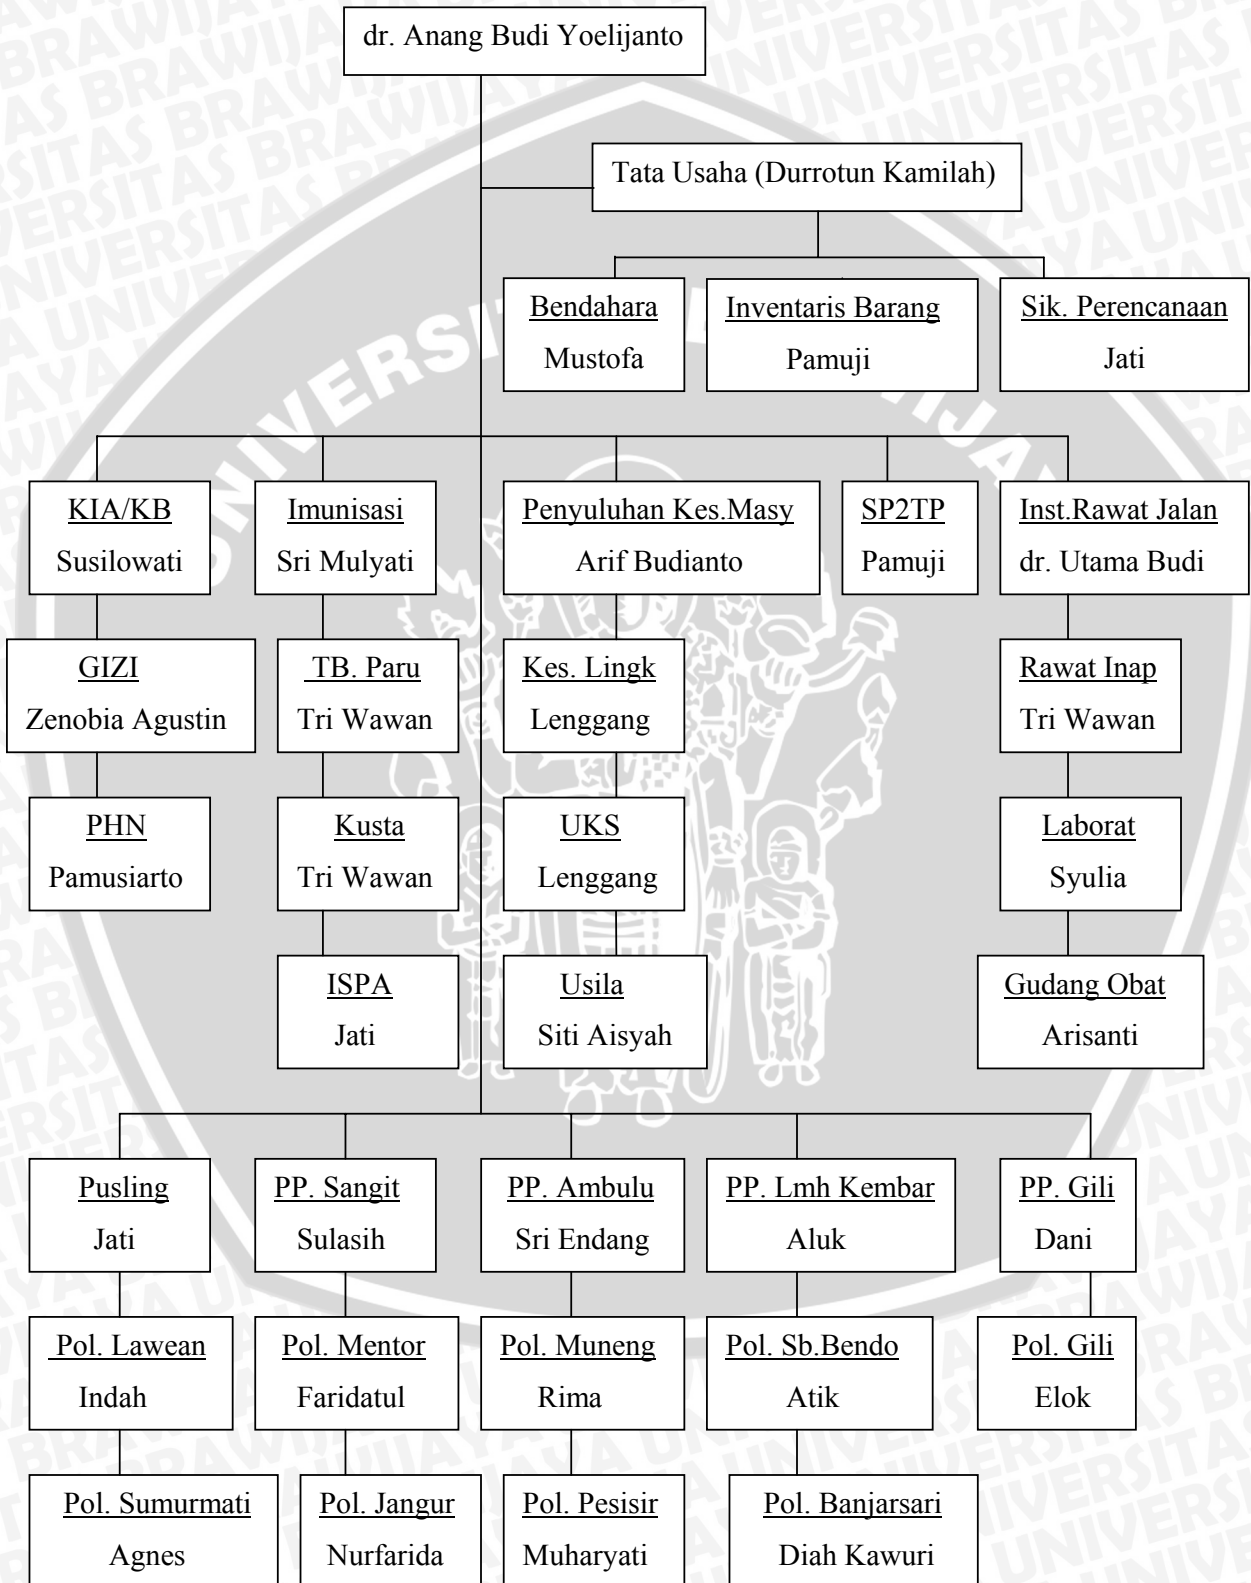 dr. Anang Budi Yoelijanto
Tata Usaha (Durrotun Kamilah)
Bendahara
Mustofa
Inventaris Barang
Pamuji
Sik. Perencanaan
Jati
KIA/KB
Susilowati
Imunisasi
Sri Mulyati
Penyuluhan Kes.Masy
Arif Budianto
SP2TP
Pamuji
Inst.Rawat Jalan
dr. Utama Budi
GIZI
Zenobia Agustin
TB. Paru
Tri Wawan
Kes. Lingk
Lenggang
Rawat Inap
Tri Wawan
PHN
Pamusiarto
Kusta
Tri Wawan
UKS
Lenggang
Laborat
Syulia
ISPA
Jati
Usila
Siti Aisyah
Gudang Obat
Arisanti
Pusling
Jati
PP. Sangit
Sulasih
PP. Ambulu
Sri Endang
PP. Lmh Kembar
Aluk
PP. Gili
Dani
Pol. Lawean
Indah
Pol. Mentor
Faridatul
Pol. Muneng
Rima
Pol. Sb.Bendo
Atik
Pol. Gili
Elok
Pol. Sumurmati
Agnes
Pol. Jangur
Nurfarida
Pol. Pesisir
Muharyati
Pol. Banjarsari
Diah Kawuri